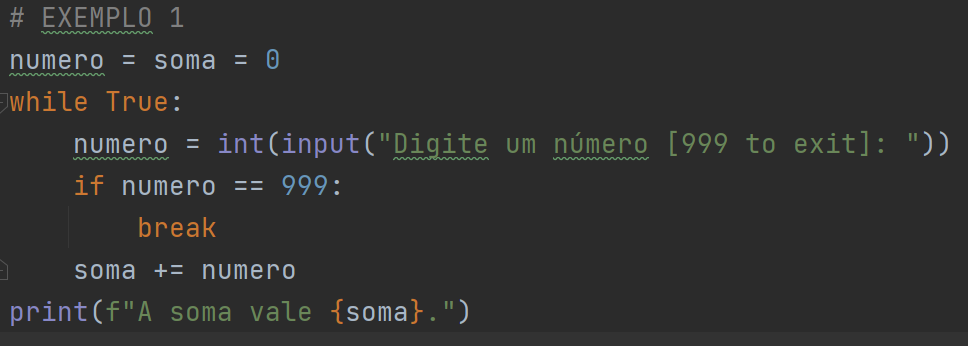 # EXEMPLO 1
numero = soma = 0
while True:
    numero = int(input("Digite um número [999 to exit]: "))
    if numero == 999:
        break
    soma += numero
print(f"A soma vale {soma}.")